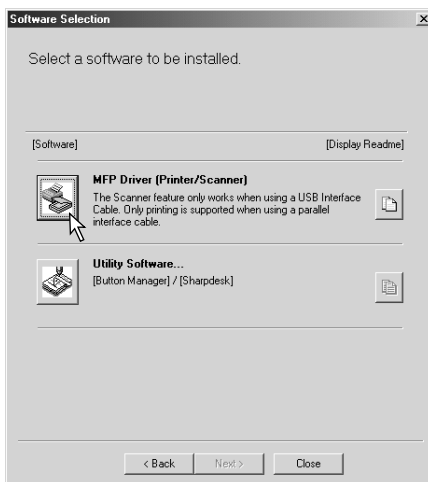 Software Selection
Select a software to be installed.
[Software] [Display Readme]
MFP Driver (Printer/Scanner)
The Scanner feature only works when using a USB Interface
Cable. Only printing is supported when using a parallel
interface cable.
Utility Software...
[Button Manager] / [Sharpdesk]
< Back Next > Close